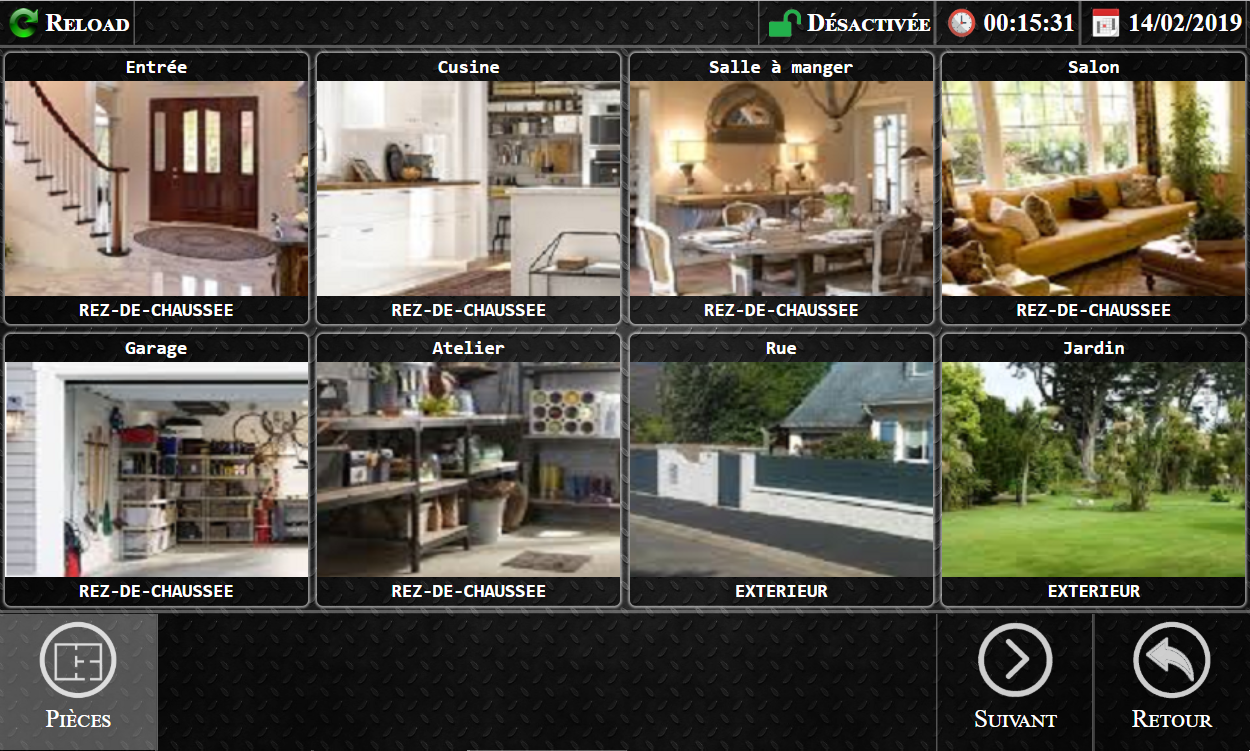 Reload
Désactivée
00:15:31
14/02/2019
Entrée
Cusine
Salle à manger
Salon
REZ-DE-CHAUSSEE
REZ-DE-CHAUSSEE
REZ-DE-CHAUSSEE
REZ-DE-CHAUSSEE
Garage
Atelier
Rue
Jardin
REZ-DE-CHAUSSEE
REZ-DE-CHAUSSEE
EXTERIEUR
EXTERIEUR
Pièces
Suivant
Retour